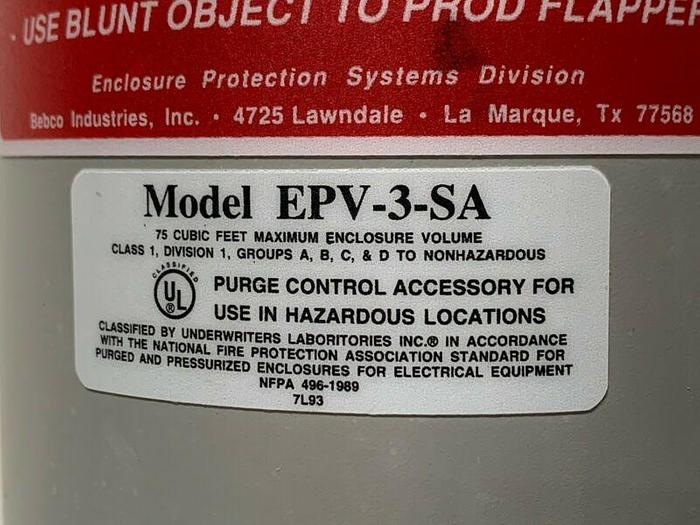 · USE BLUNT OBJECT TO PROD FLAPPER
Enclosure Protection Systems Division
Bebco Industries, Inc. • 4725 Lawndale • La Marque, Tx 77568
Model EPV-3-SA
75 CUBIC FEET MAXIMUM ENCLOSURE VOLUME
CLASS 1, DIVISION 1, GROUPS A, B, C, & D TO NONHAZARDOUS
CLASSIFIED
UL®
PURGE CONTROL ACCESSORY FOR
USE IN HAZARDOUS LOCATIONS
CLASSIFIED BY UNDERWRITERS LABORITORIES INC.® IN ACCORDANCE
WITH THE NATIONAL FIRE PROTECTION ASSOCIATION STANDARD FOR
PURGED AND PRESSURIZED ENCLOSURES FOR ELECTRICAL EQUIPMENT
NFPA 496-1989
7L93